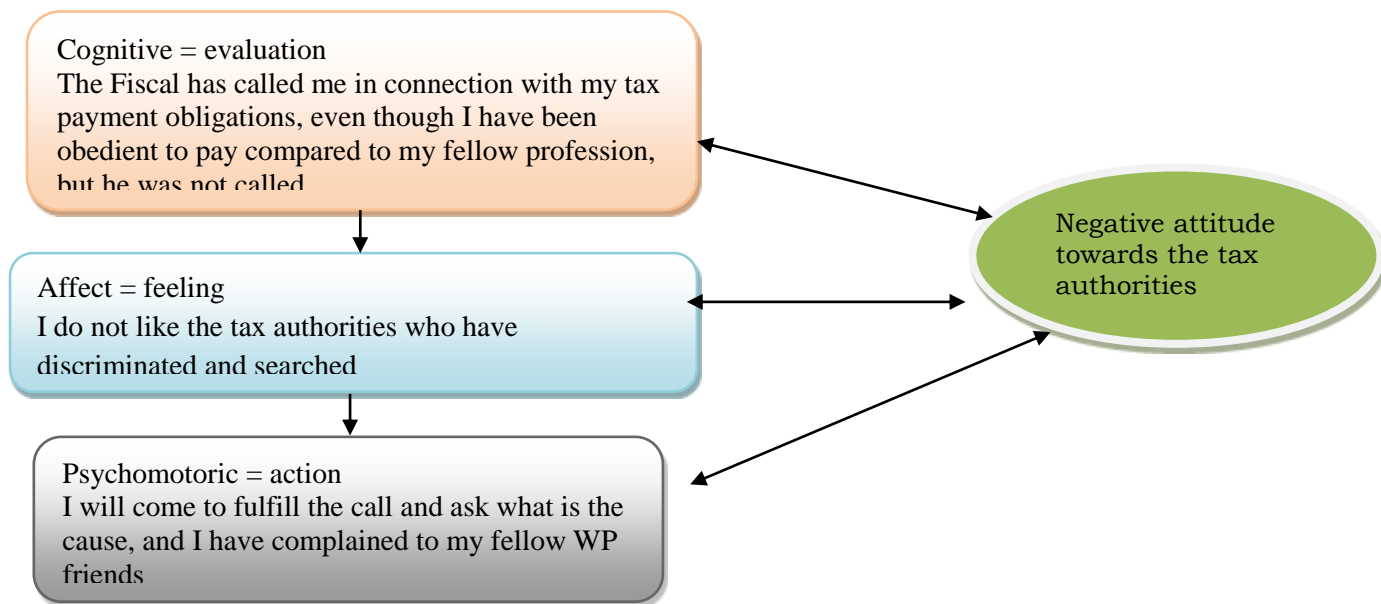 Cognitive = evaluation
The Fiscal has called me in connection with my tax
payment obligations, even though I have been
obedient to pay compared to my fellow profession,
but he was not called
Affect = feeling
I do not like the tax authorities who have
discriminated and searched
Psychomotoric = action
I will come to fulfill the call and ask what is the
cause, and I have complained to my fellow WP
friends
Negative attitude
towards the tax
authorities